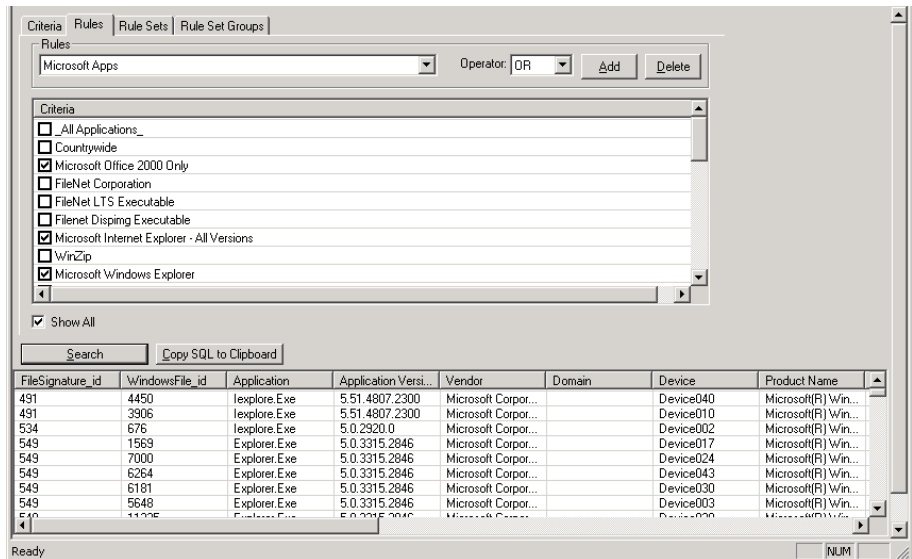 Criteria Rules Rule Sets Rule Set Groups
Rules
Microsoft Apps Operator: OR Add Delete
Criteria
_All Applications_
Countrywide
Microsoft Office 2000 Only
FileNet Corporation
FileNet LTS Executable
Filenet Dispimg Executable
Microsoft Internet Explorer - All Versions
WinZip
Microsoft Windows Explorer
Show All
Search Copy SQL to Clipboard
FileSignature_id WindowsFile_id Application Application Versi... Vendor Domain Device Product Name
491 4450 Iexplore.Exe 5.51.4807.2300 Microsoft Corpor... Device040 Microsoft(R) Win...
491 3906 Iexplore.Exe 5.51.4807.2300 Microsoft Corpor... Device010 Microsoft(R) Win...
534 676 Iexplore.Exe 5.0.2920.0 Microsoft Corpor... Device002 Microsoft(R) Win...
549 1569 Explorer.Exe 5.0.3315.2846 Microsoft Corpor... Device017 Microsoft(R) Win...
549 7000 Explorer.Exe 5.0.3315.2846 Microsoft Corpor... Device024 Microsoft(R) Win...
549 6264 Explorer.Exe 5.0.3315.2846 Microsoft Corpor... Device043 Microsoft(R) Win...
549 6181 Explorer.Exe 5.0.3315.2846 Microsoft Corpor... Device030 Microsoft(R) Win...
549 5648 Explorer.Exe 5.0.3315.2846 Microsoft Corpor... Device003 Microsoft(R) Win...
Ready NUM